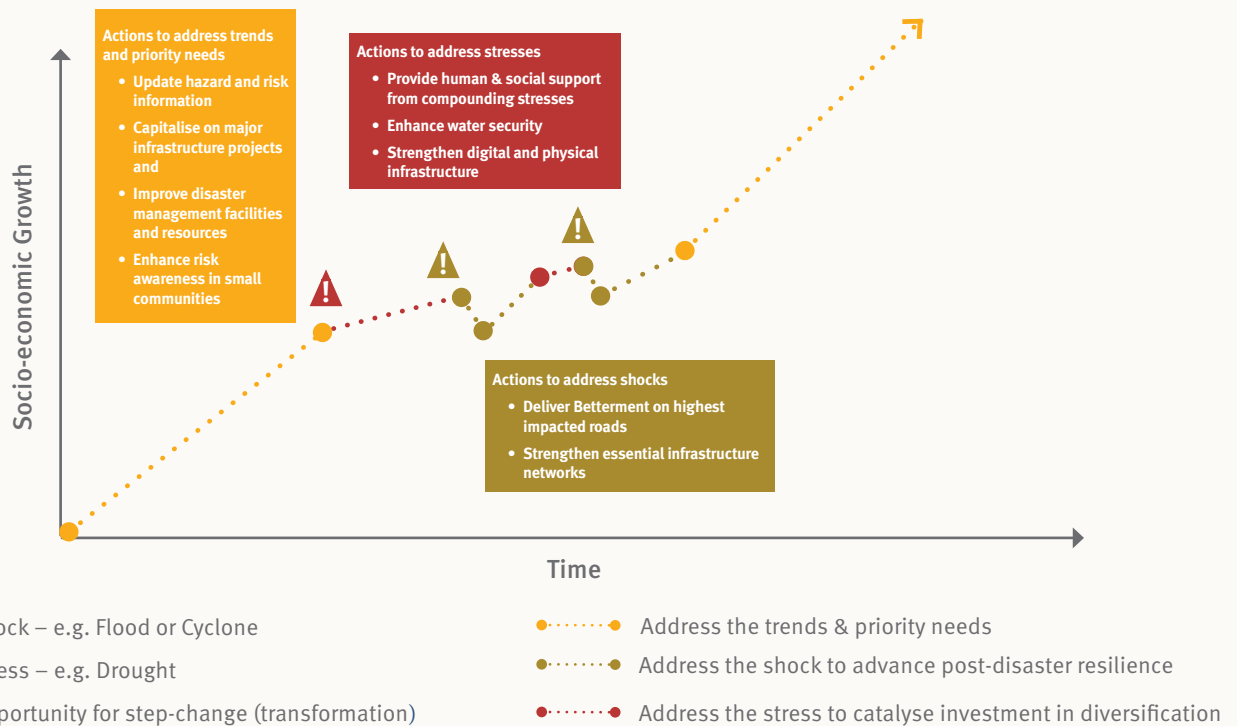 Actions to address trends
and priority needs
• Update hazard and risk
information
• Capitalise on major
infrastructure projects
and
• Improve disaster
management facilities
and resources
• Enhance risk
awareness in small
communities
Actions to address stresses
• Provide human & social support
from compounding stresses
• Enhance water security
• Strengthen digital and physical
infrastructure
!
!
!
Actions to address shocks
• Deliver Betterment on highest
impacted roads
• Strengthen essential infrastructure
networks
Socio-economic Growth
Time
ock – e.g. Flood or Cyclone
ess – e.g. Drought
portunity for step-change (transformation)
Address the trends & priority needs
Address the shock to advance post-disaster resilience
Address the stress to catalyse investment in diversification